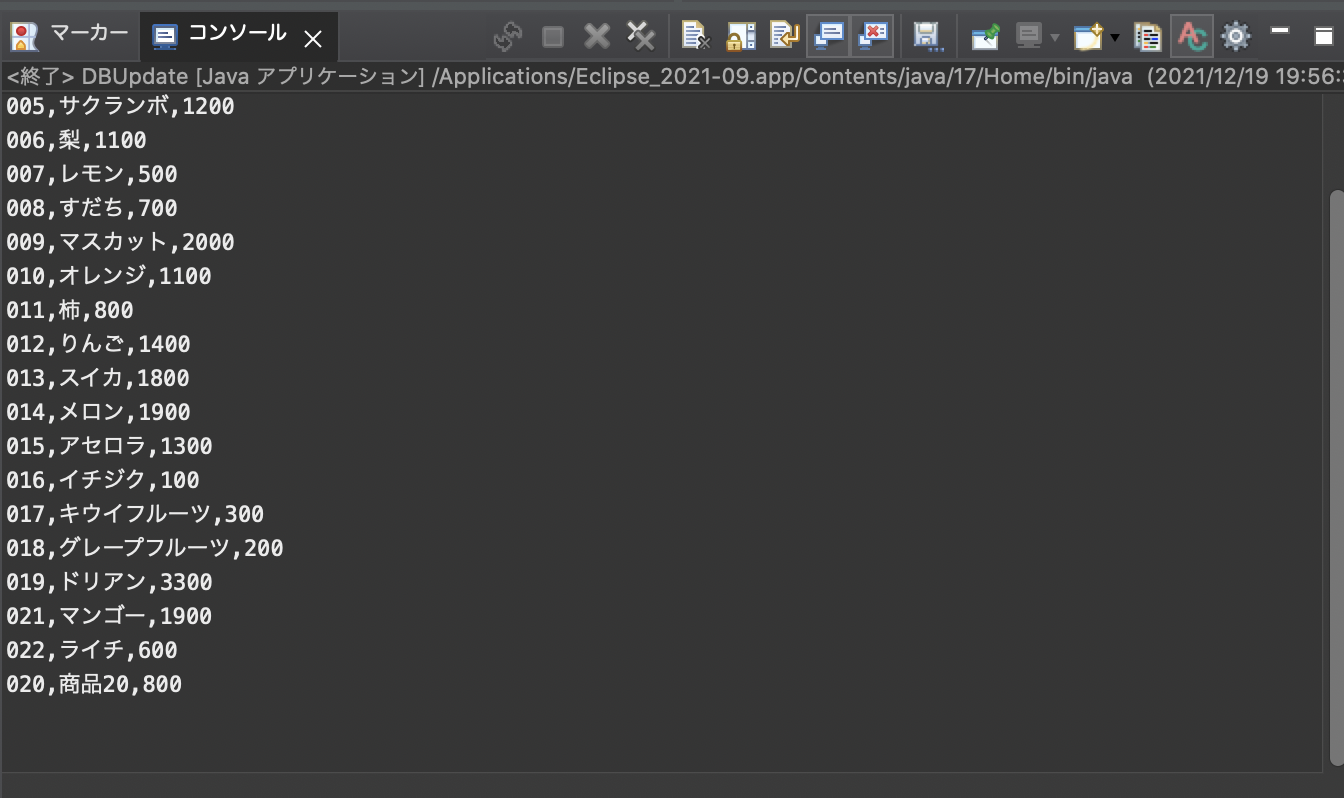 マーカー コンソール
<終了> DBUpdate [Java アプリケーション] /Applications/Eclipse_2021-09.app/Contents/java/17/Home/bin/java (2021/12/19 19:56:
005,サクランボ,1200
006,梨,1100
007,レモン,500
008,すだち,700
009,マスカット,2000
010,オレンジ,1100
011,柿,800
012,りんご,1400
013,スイカ,1800
014,メロン,1900
015,アセロラ,1300
016,イチジク,100
017,キウイフルーツ,300
018,グレープフルーツ,200
019,ドリアン,3300
021,マンゴー,1900
022,ライチ,600
020,商品20,800